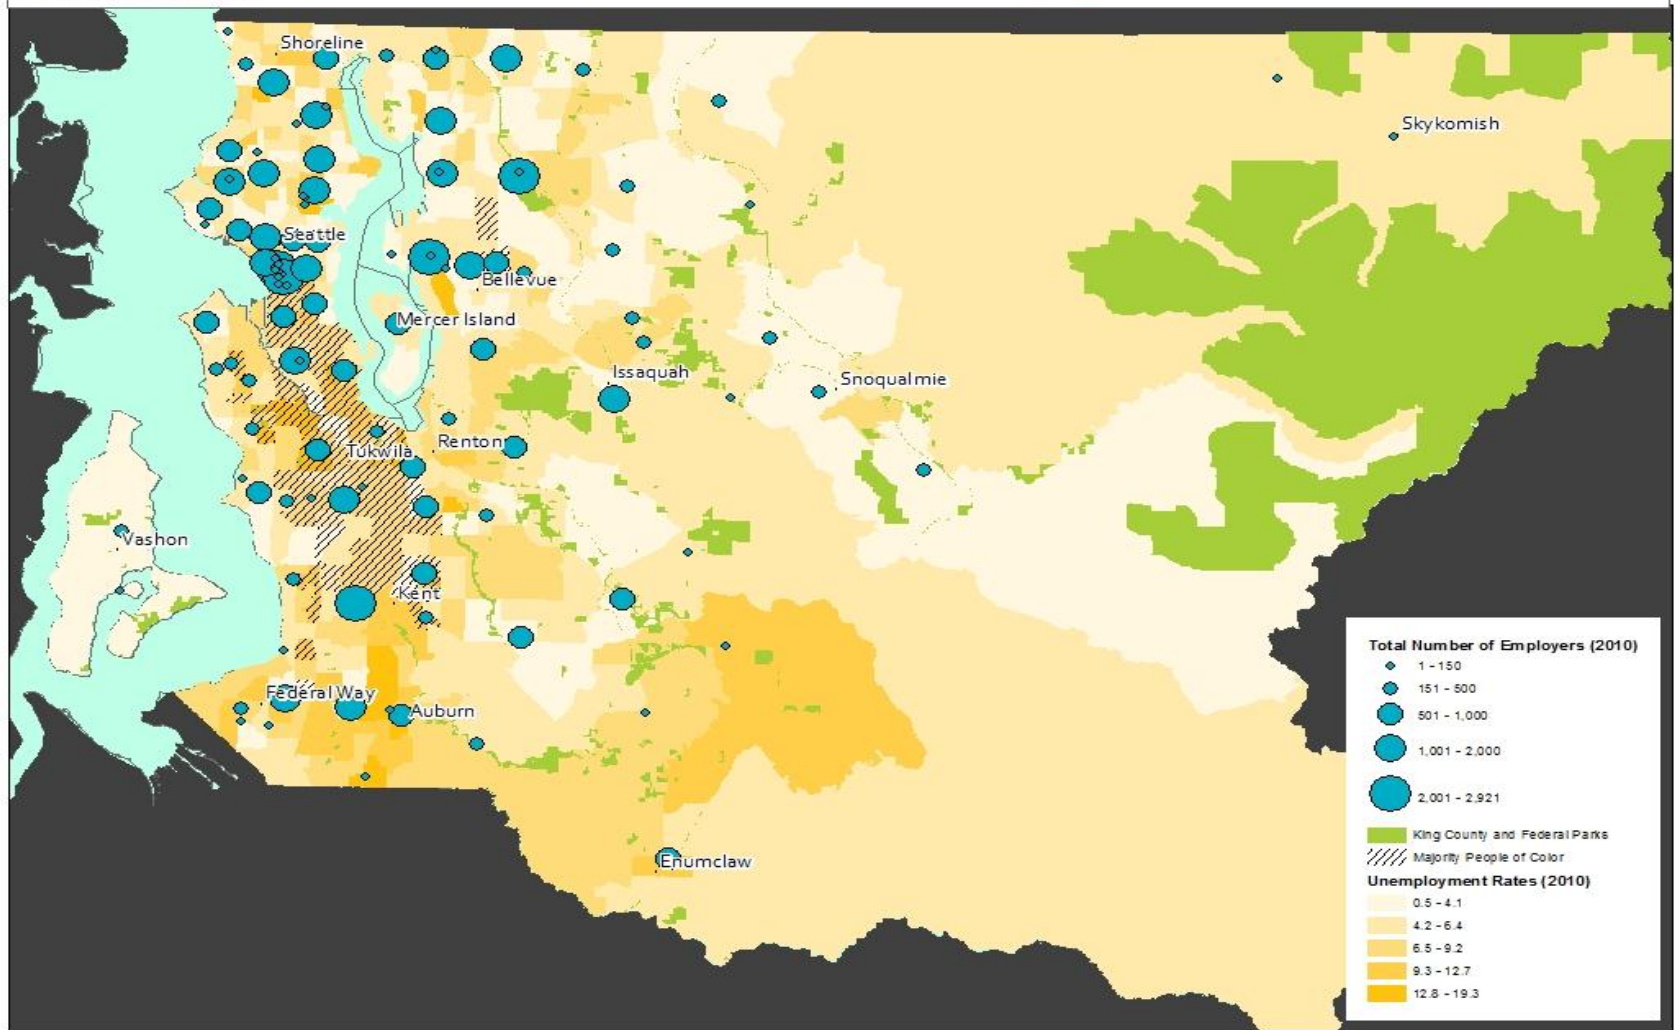 Shoreline
Skykomish
Seattle
Bellevue
Mercer Island
Issaquah
Snoqualmie
Renton
Tukwila
Vashon
Kent
Federal Way
Auburn
Enumclaw
Total Number of Employers (2010)
1 - 150
151 - 500
501 - 1,000
1,001 - 2,000
2,001 - 2,921
King County and Federal Parks
Majority People of Color
Unemployment Rates (2010)
0.5 - 4.1
4.2 - 6.4
6.5 - 9.2
9.3 - 12.7
12.8 - 19.3